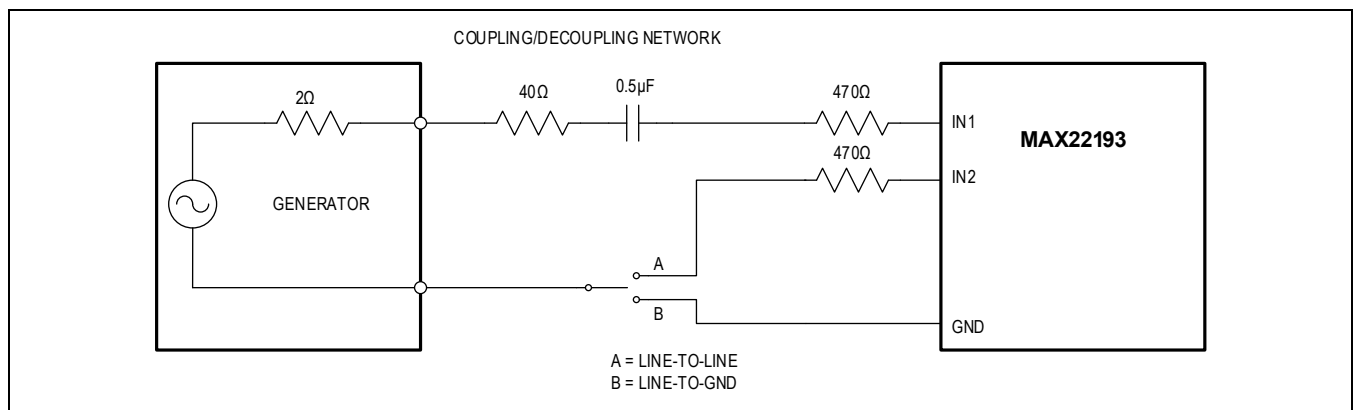 COUPLING/DECOUPLING NETWORK
2Ω
40Ω
0.5µF
470Ω
IN1
MAX22193
470Ω
IN2
GENERATOR
A
B
GND
A = LINE-TO-LINE
B = LINE-TO-GND